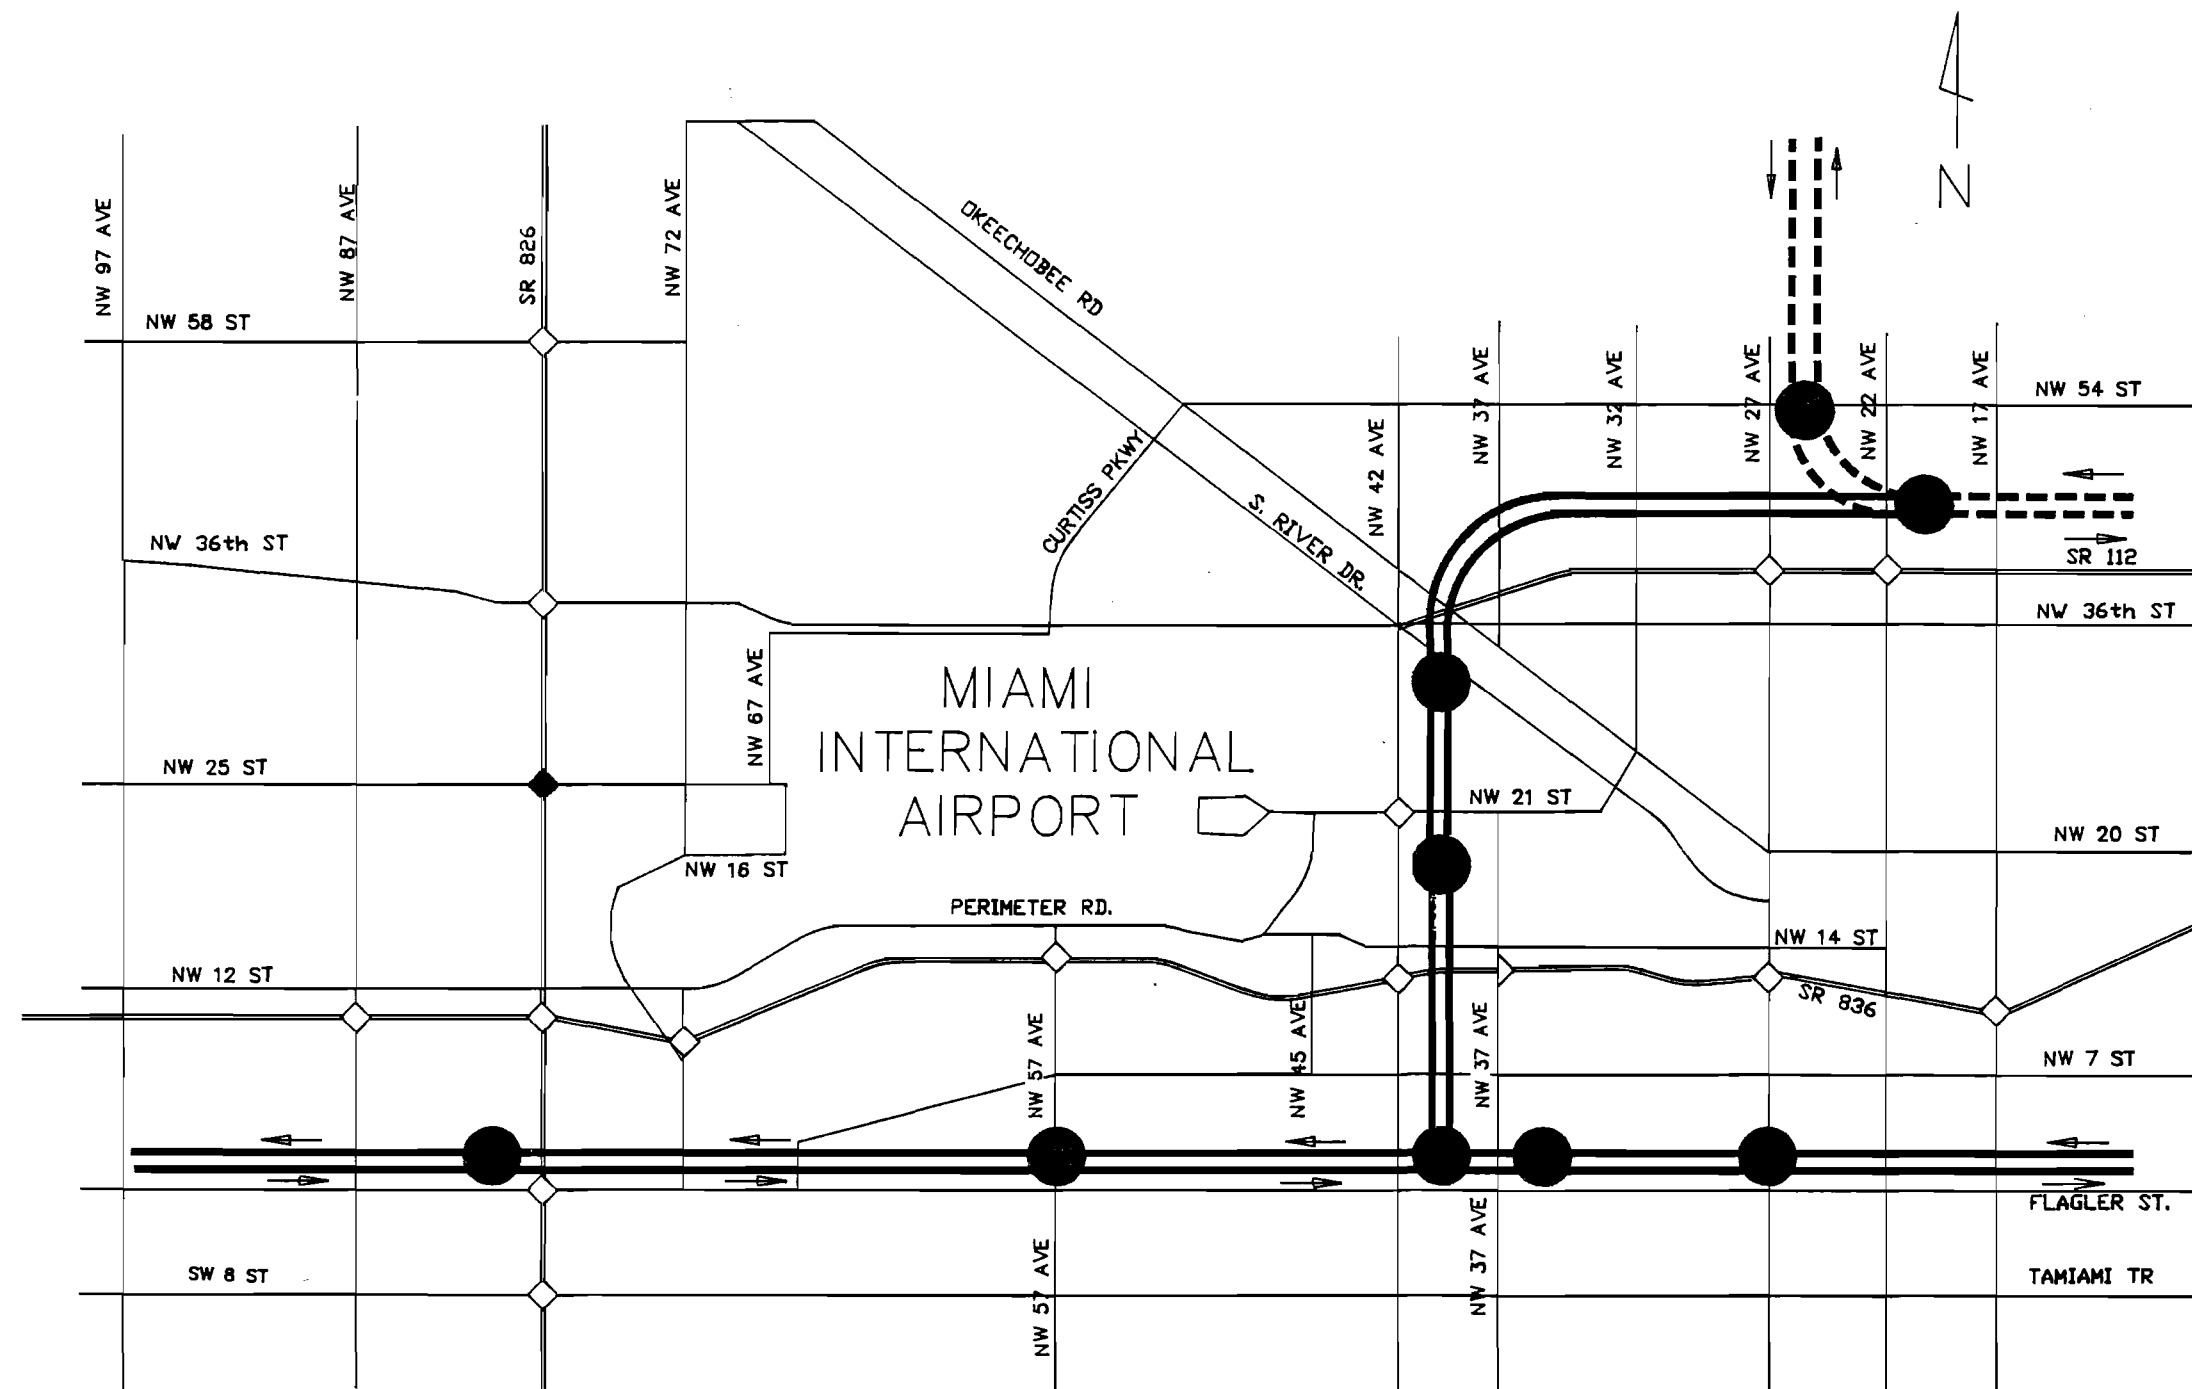 N
NW 97 AVE
NW 87 AVE
SR 826
NW 72 AVE
OKEECHOBEE RD
NW 58 ST
NW 42 AVE
NW 37 AVE
NW 32 AVE
NW 27 AVE
NW 22 AVE
NW 17 AVE
NW 54 ST
CURTISS PKWY
S. RIVER DR.
NW 36th ST
SR 112
NW 36th ST
NW 67 AVE
MIAMI
INTERNATIONAL
AIRPORT
NW 25 ST
NW 21 ST
NW 20 ST
NW 16 ST
PERIMETER RD.
NW 14 ST
NW 12 ST
SR 836
NW 57 AVE
NW 45 AVE
NW 37 AVE
NW 7 ST
FLAGLER ST.
NW 57 AVE
NW 37 AVE
SW 8 ST
TAMIAMI TR